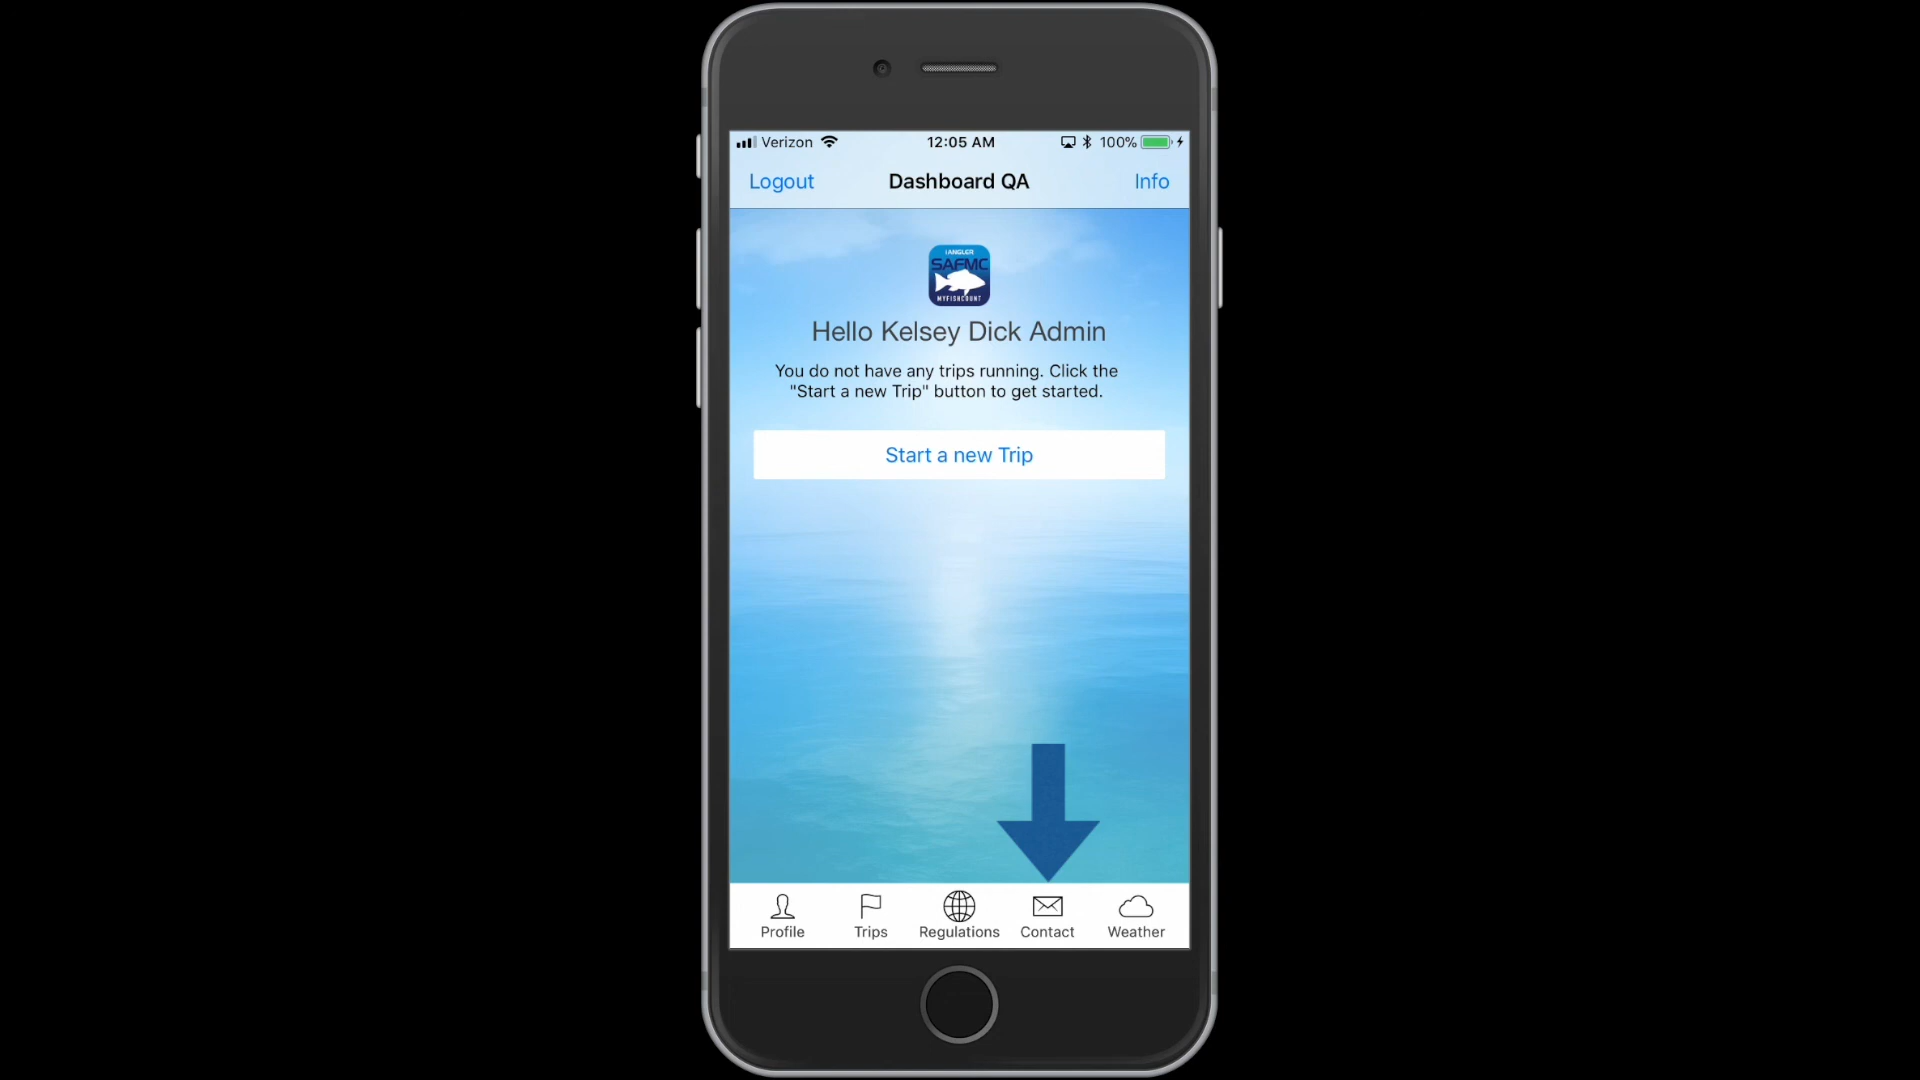 Verizon
12:05 AM
100%
Logout
Dashboard QA
Info
iANGLER
SAFMC
MYFISHCOUNT
Hello Kelsey Dick Admin
You do not have any trips running. Click the
"Start a new Trip" button to get started.
Start a new Trip
Profile
Trips
Regulations
Contact
Weather